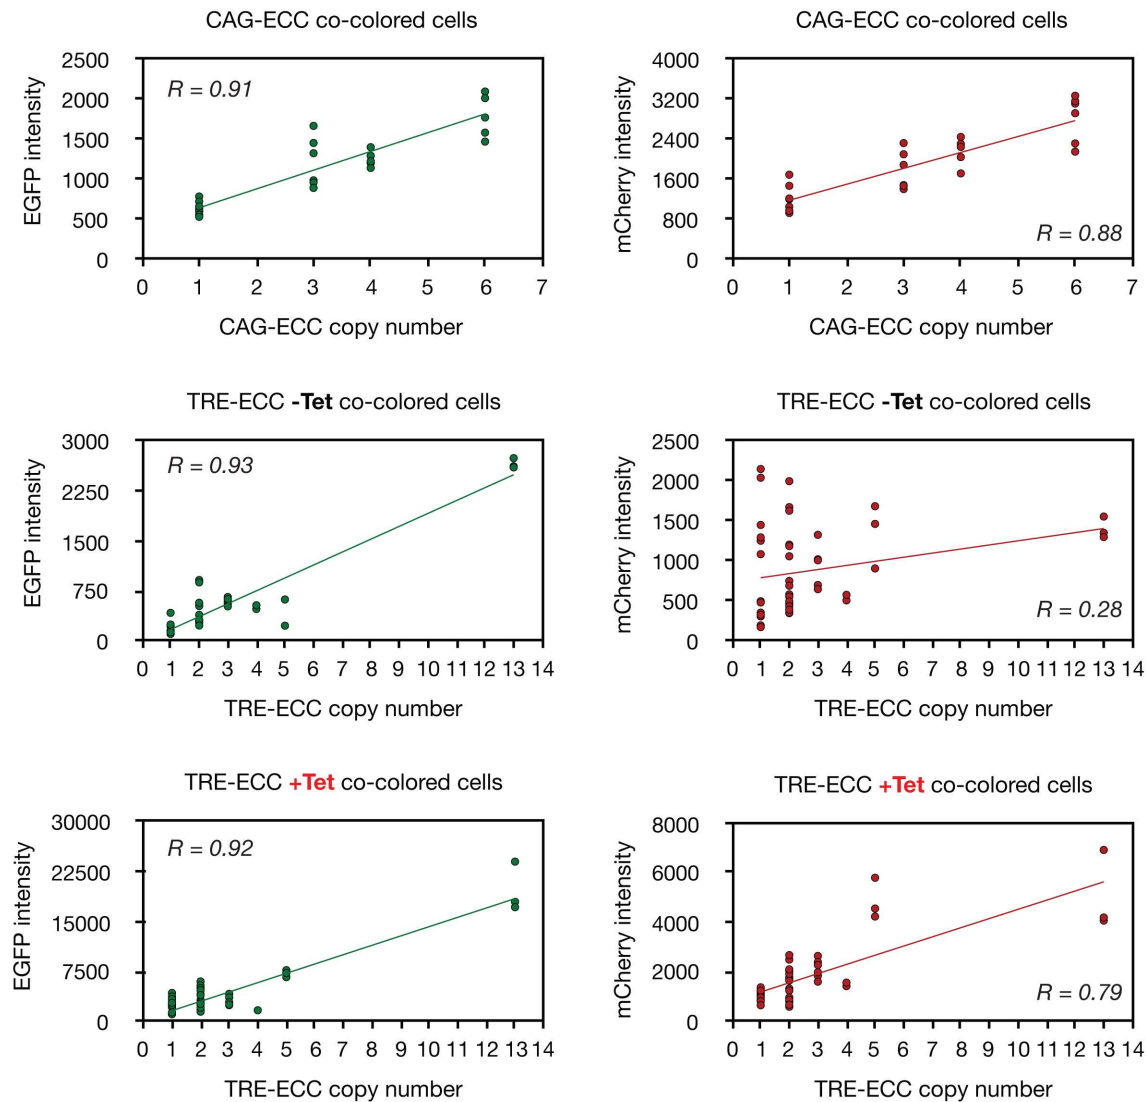 CAG-ECC co-colored cells
EGFP intensity
2500
2000
1500
1000
500
0
R = 0.91
0 1 2 3 4 5 6 7
CAG-ECC copy number
CAG-ECC co-colored cells
mCherry intensity
4000
3200
2400
1600
800
0
R = 0.88
0 1 2 3 4 5 6 7
CAG-ECC copy number
TRE-ECC -Tet co-colored cells
EGFP intensity
3000
2250
1500
750
0
R = 0.93
0 1 2 3 4 5 6 7 8 9 10 11 12 13 14
TRE-ECC copy number
TRE-ECC -Tet co-colored cells
mCherry intensity
2500
2000
1500
1000
500
0
R = 0.28
0 1 2 3 4 5 6 7 8 9 10 11 12 13 14
TRE-ECC copy number
TRE-ECC +Tet co-colored cells
EGFP intensity
30000
22500
15000
7500
0
R = 0.92
0 1 2 3 4 5 6 7 8 9 10 11 12 13 14
TRE-ECC copy number
TRE-ECC +Tet co-colored cells
mCherry intensity
8000
6000
4000
2000
0
R = 0.79
0 1 2 3 4 5 6 7 8 9 10 11 12 13 14
TRE-ECC copy number